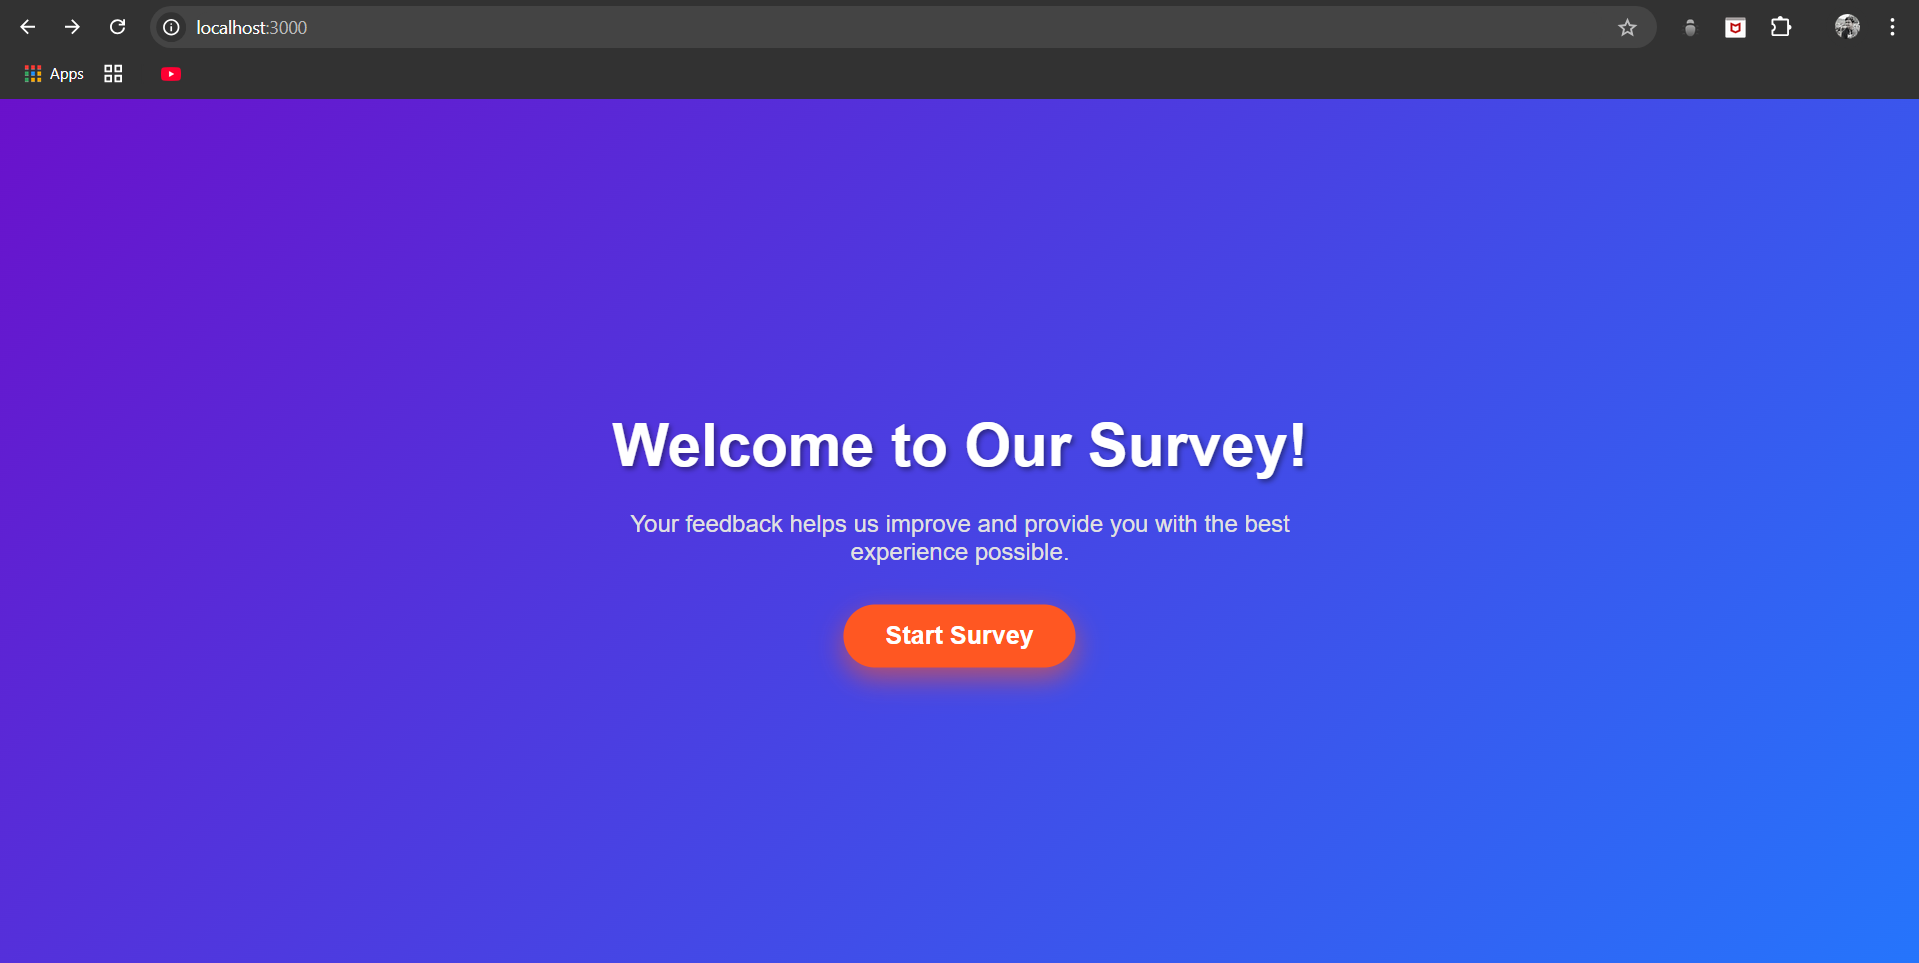 localhost:3000
Apps
Welcome to Our Survey!
Your feedback helps us improve and provide you with the best
experience possible.
Start Survey